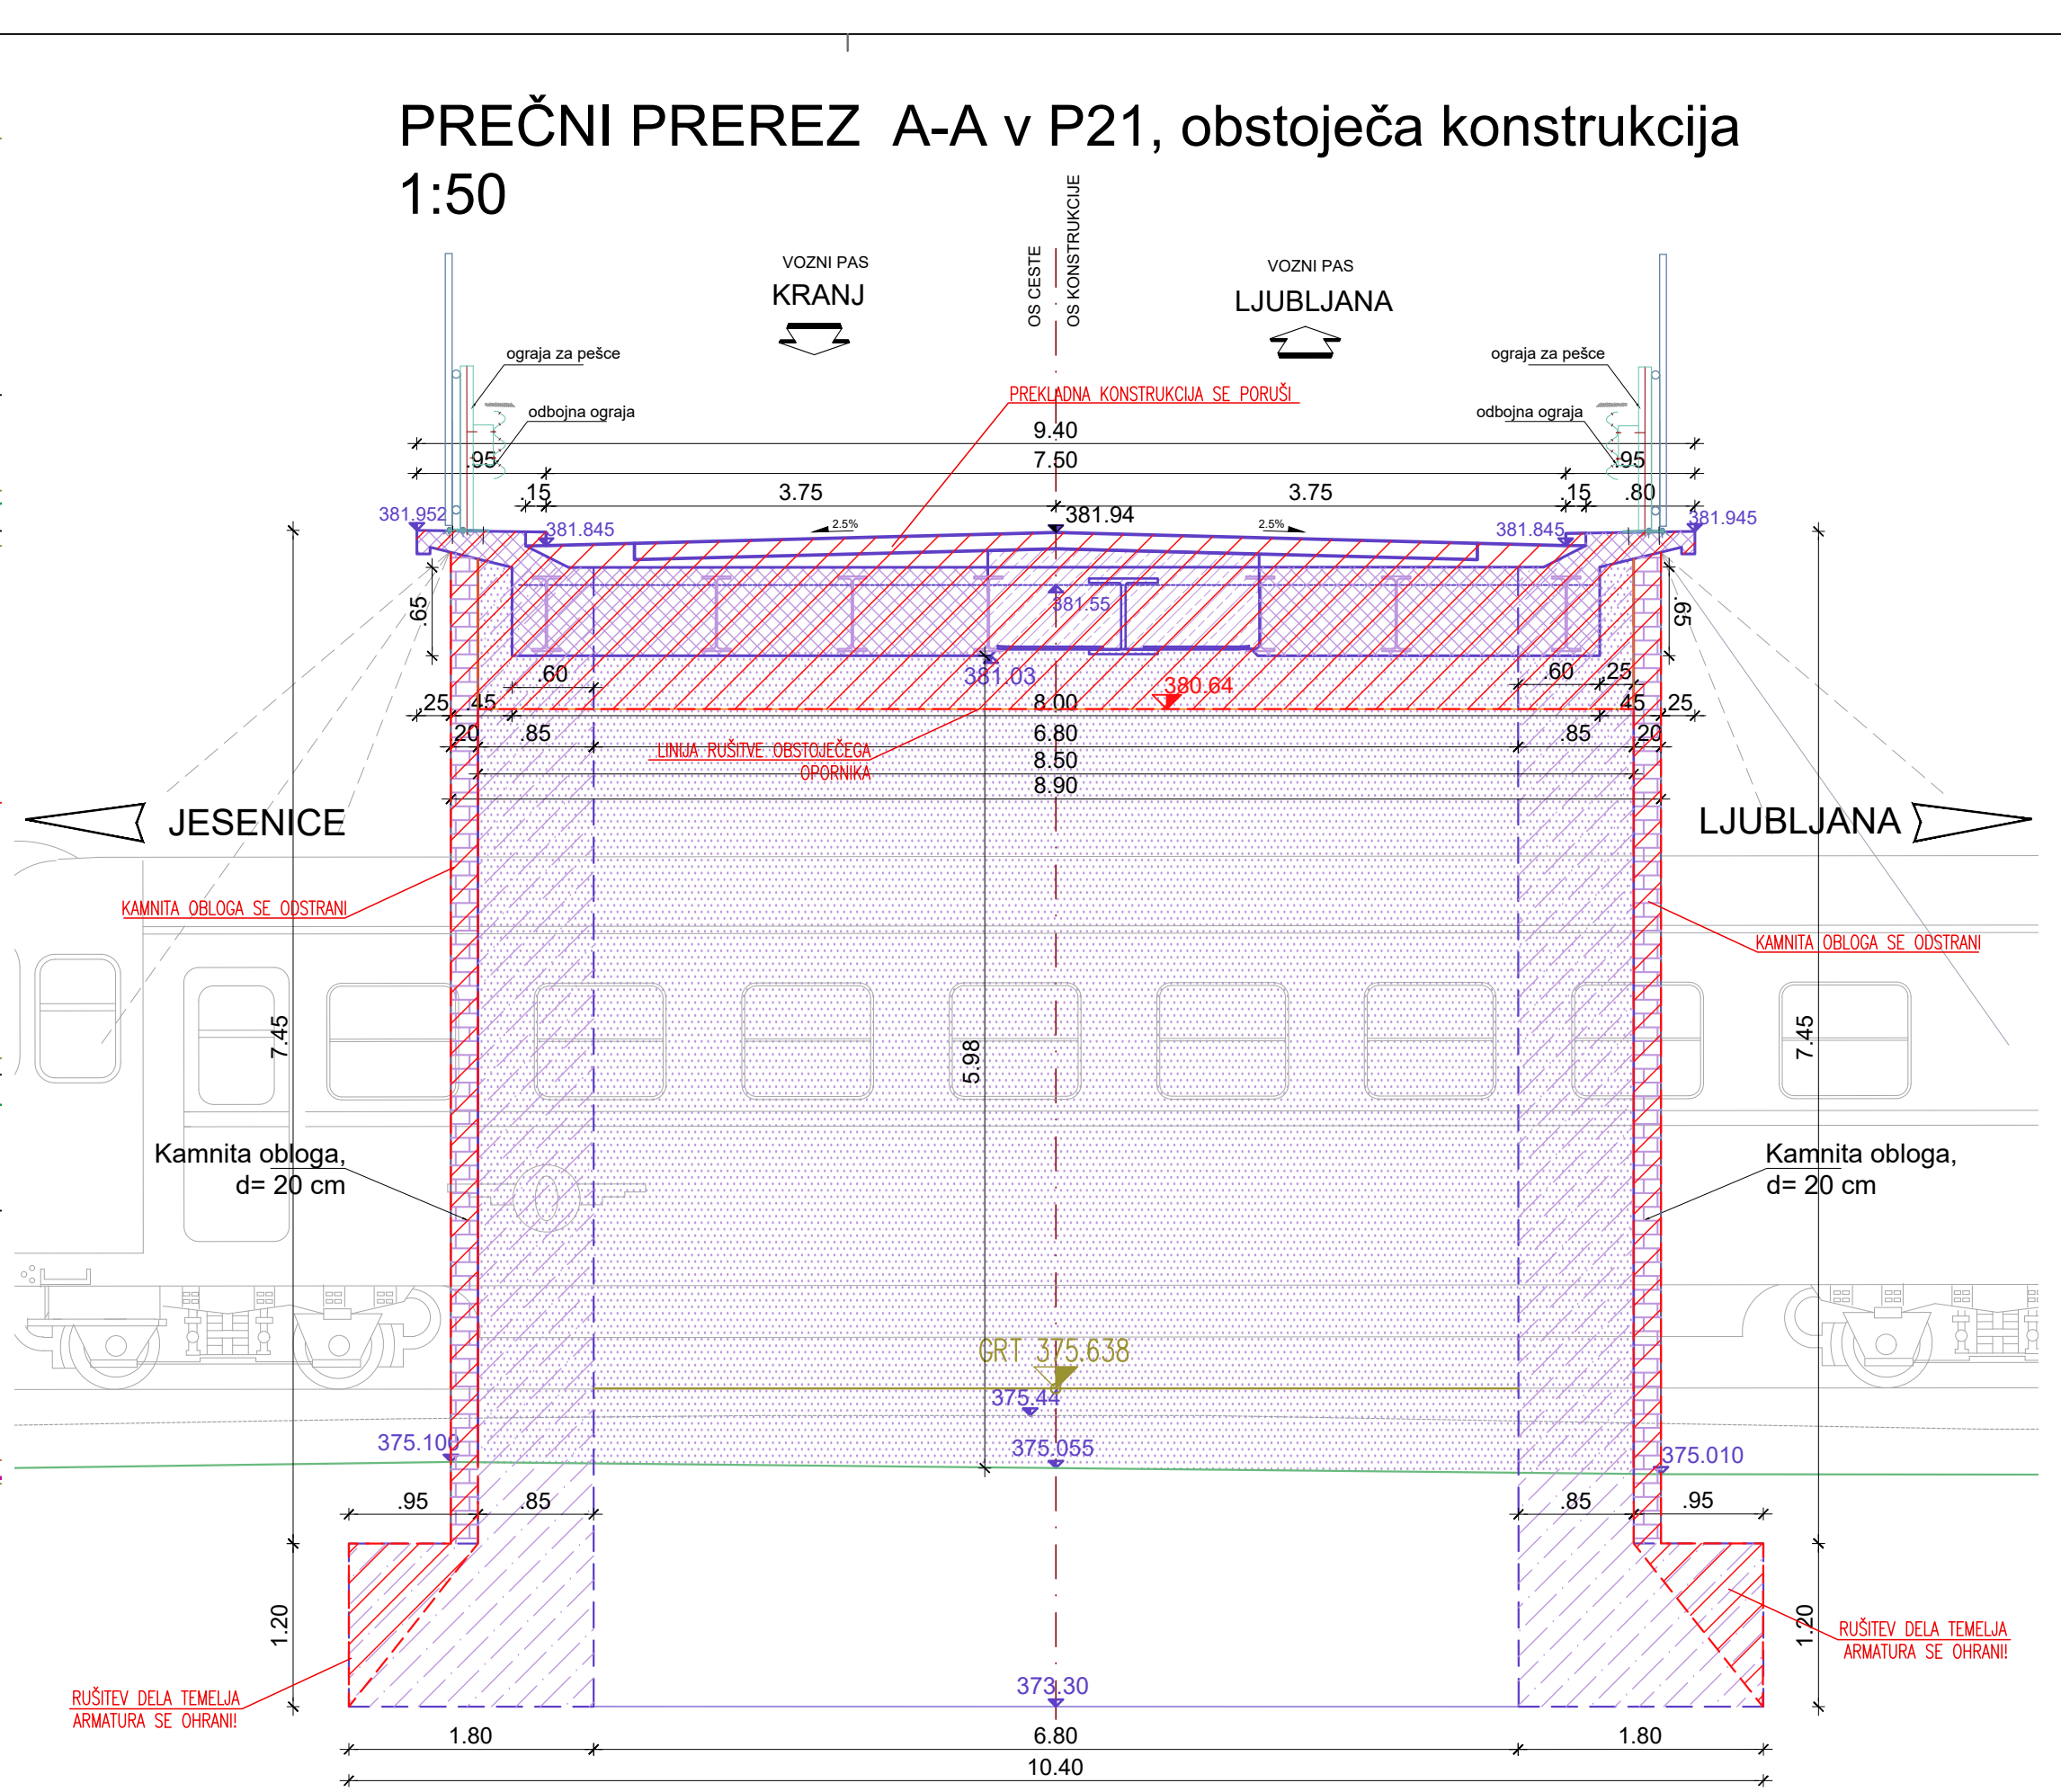 PREČNI PREREZ A-A v P21, obstoječa konstrukcija
1:50
OS CESTE
OS KONSTRUKCIJE
VOZNI PAS
KRANJ
VOZNI PAS
LJUBLJANA
ograja za pešce
ograja za pešce
PREKLADNA KONSTRUKCIJA SE PORUŠI
odbojna ograja
odbojna ograja
9.40
.95
7.50
.95
.15
3.75
3.75
.15
.80
381.952
381.845
2.5%
381.94
2.5%
381.845
381.945
.65
381.55
.65
.60
381.03
380.64
.60
.25
.25
.45
8.00
.45
.25
.20
.85
LINIJA RUŠITVE OBSTOJEČEGA
OPORNIKA
6.80
.85
.20
8.50
8.90
JESENICE
LJUBLJANA
KAMNITA OBLOGA SE ODSTRANI
KAMNITA OBLOGA SE ODSTRANI
7.45
5.98
7.45
Kamnita obloga,
d= 20 cm
Kamnita obloga,
d= 20 cm
GRT 375.638
375.44
375.100
375.055
375.010
.95
.85
.85
.95
1.20
1.20
RUŠITEV DELA TEMELJA
ARMATURA SE OHRANI!
RUŠITEV DELA TEMELJA
ARMATURA SE OHRANI!
373.30
1.80
6.80
1.80
10.40